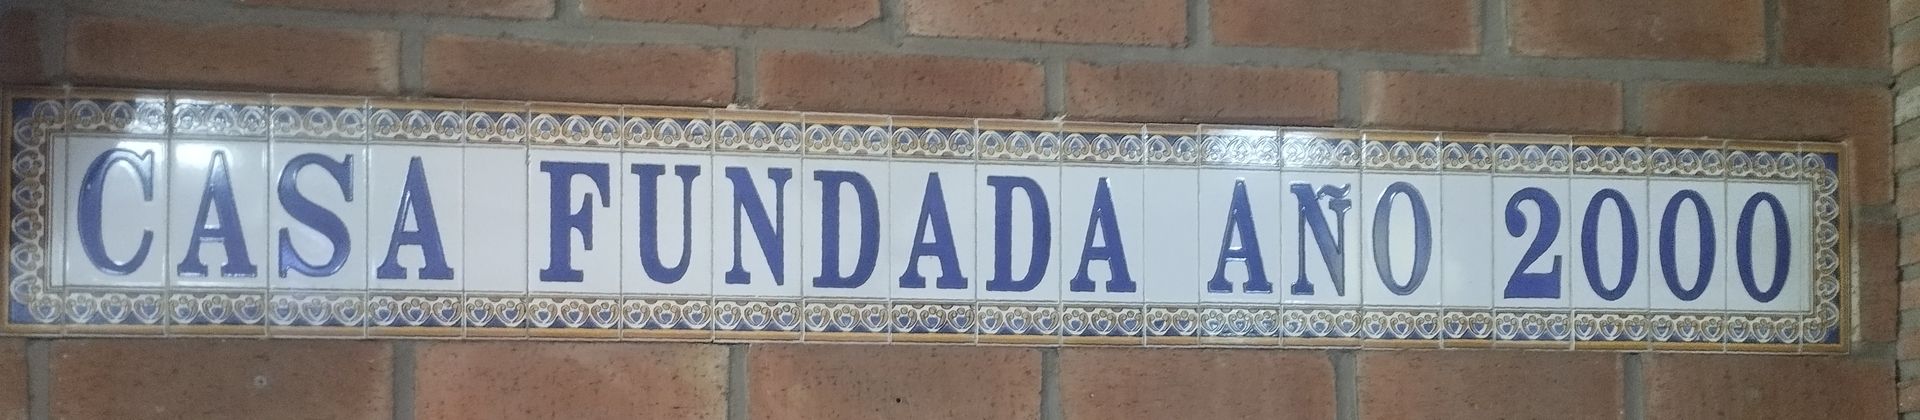 CASA FUNDADA AÑO 2000